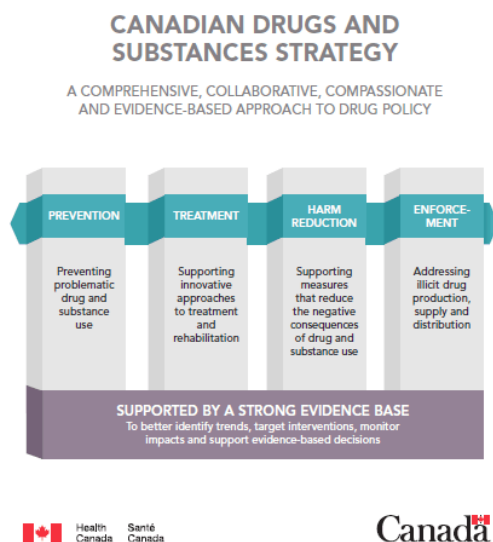 CANADIAN DRUGS AND
SUBSTANCES STRATEGY
A COMPREHENSIVE, COLLABORATIVE, COMPASSIONATE
AND EVIDENCE-BASED APPROACH TO DRUG POLICY
PREVENTION
Preventing
problematic
drug and
substance
use
TREATMENT
Supporting
innovative
approaches
to treatment
and
rehabilitation
HARM
REDUCTION
Supporting
measures
that reduce
the negative
consequences
of drug and
substance use
ENFORCE-
MENT
Addressing
illicit drug
production,
supply and
distribution
SUPPORTED BY A STRONG EVIDENCE BASE
To better identify trends, target interventions, monitor
impacts and support evidence-based decisions
Health
Canada
Santé
Canada
Canada